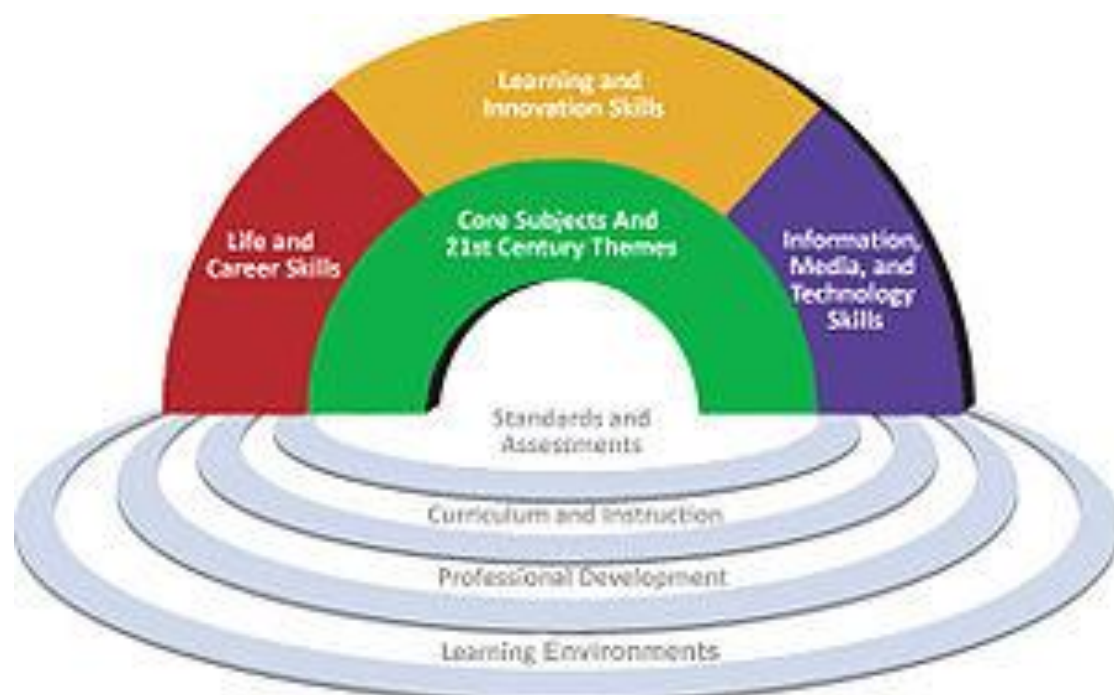 Learning and
Innovation Skills
Life and
Career Skills
Core Subjects And
21st Century Themes
Information,
Media, and
Technology
Skills
Standards and
Assessments
Curriculum and Instruction
Professional Development
Learning Environments